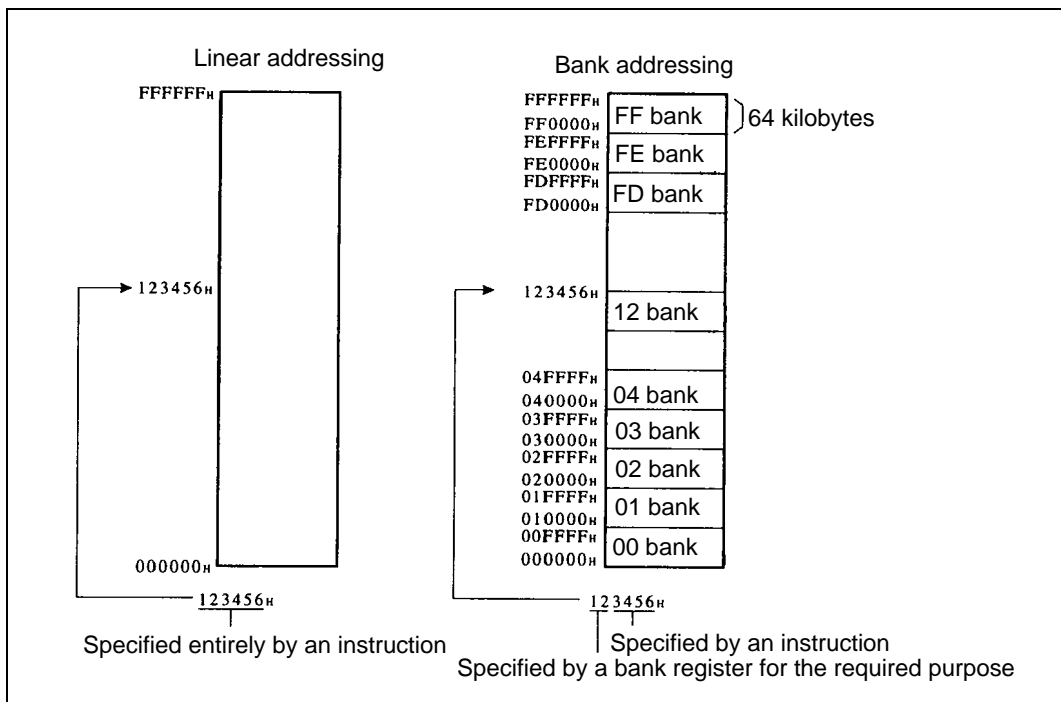 Linear addressing
FFFFFFH
123456H
000000H
123456H
Specified entirely by an instruction
Bank addressing
FFFFFFH
FF0000H
FEFFFFH
FE0000H
FDFFFFH
FD0000H
123456H
04FFFFH
040000H
03FFFFH
030000H
02FFFFH
020000H
01FFFFH
010000H
00FFFFH
000000H
FF bank
FE bank
FD bank
12 bank
04 bank
03 bank
02 bank
01 bank
00 bank
64 kilobytes
123456H
Specified by an instruction
Specified by a bank register for the required purpose